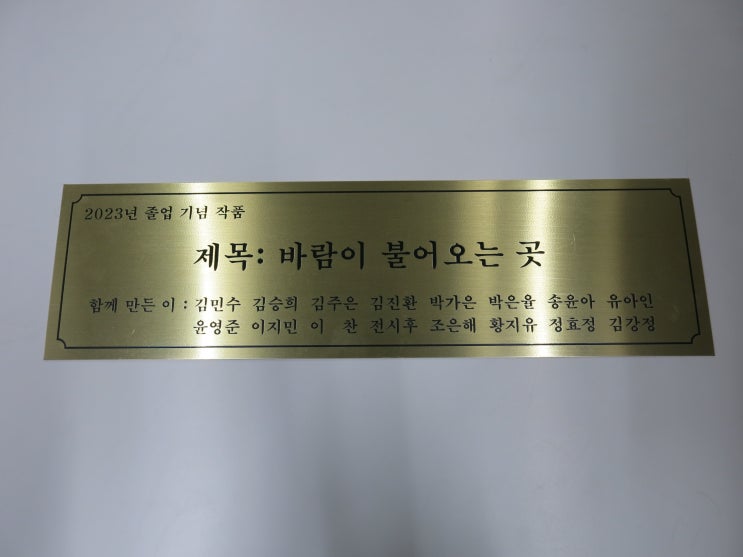 2023년 졸업 기념 작품
제목: 바람이 불어오는 곳
함께 만든 이 : 김민수 김승희 김주은 김진환 박가은 박은율 송윤아 유아인
윤영준 이지민 이 찬 전시후 조은해 황지유 정효정 김강정